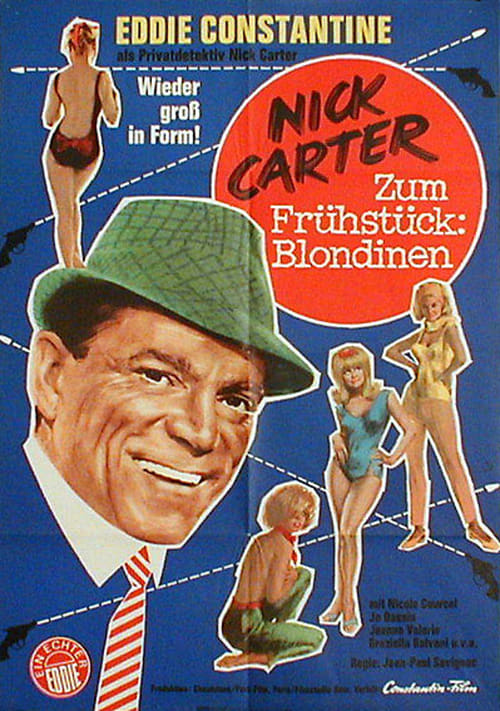 EDDIE CONSTANTINE
als Privatdetektiv Nick Carter
Wieder
groß
in Form!
NICK
CARTER
Zum
Frühstück:
Blondinen
mit Nicole Courcel
Jo Dassin
Jeanne Valerie
Graziella Galvani u.v.a.
Regie: Jean-Paul Savignac
EIN ECHTER
EDDIE
Paris
Constantin-Film